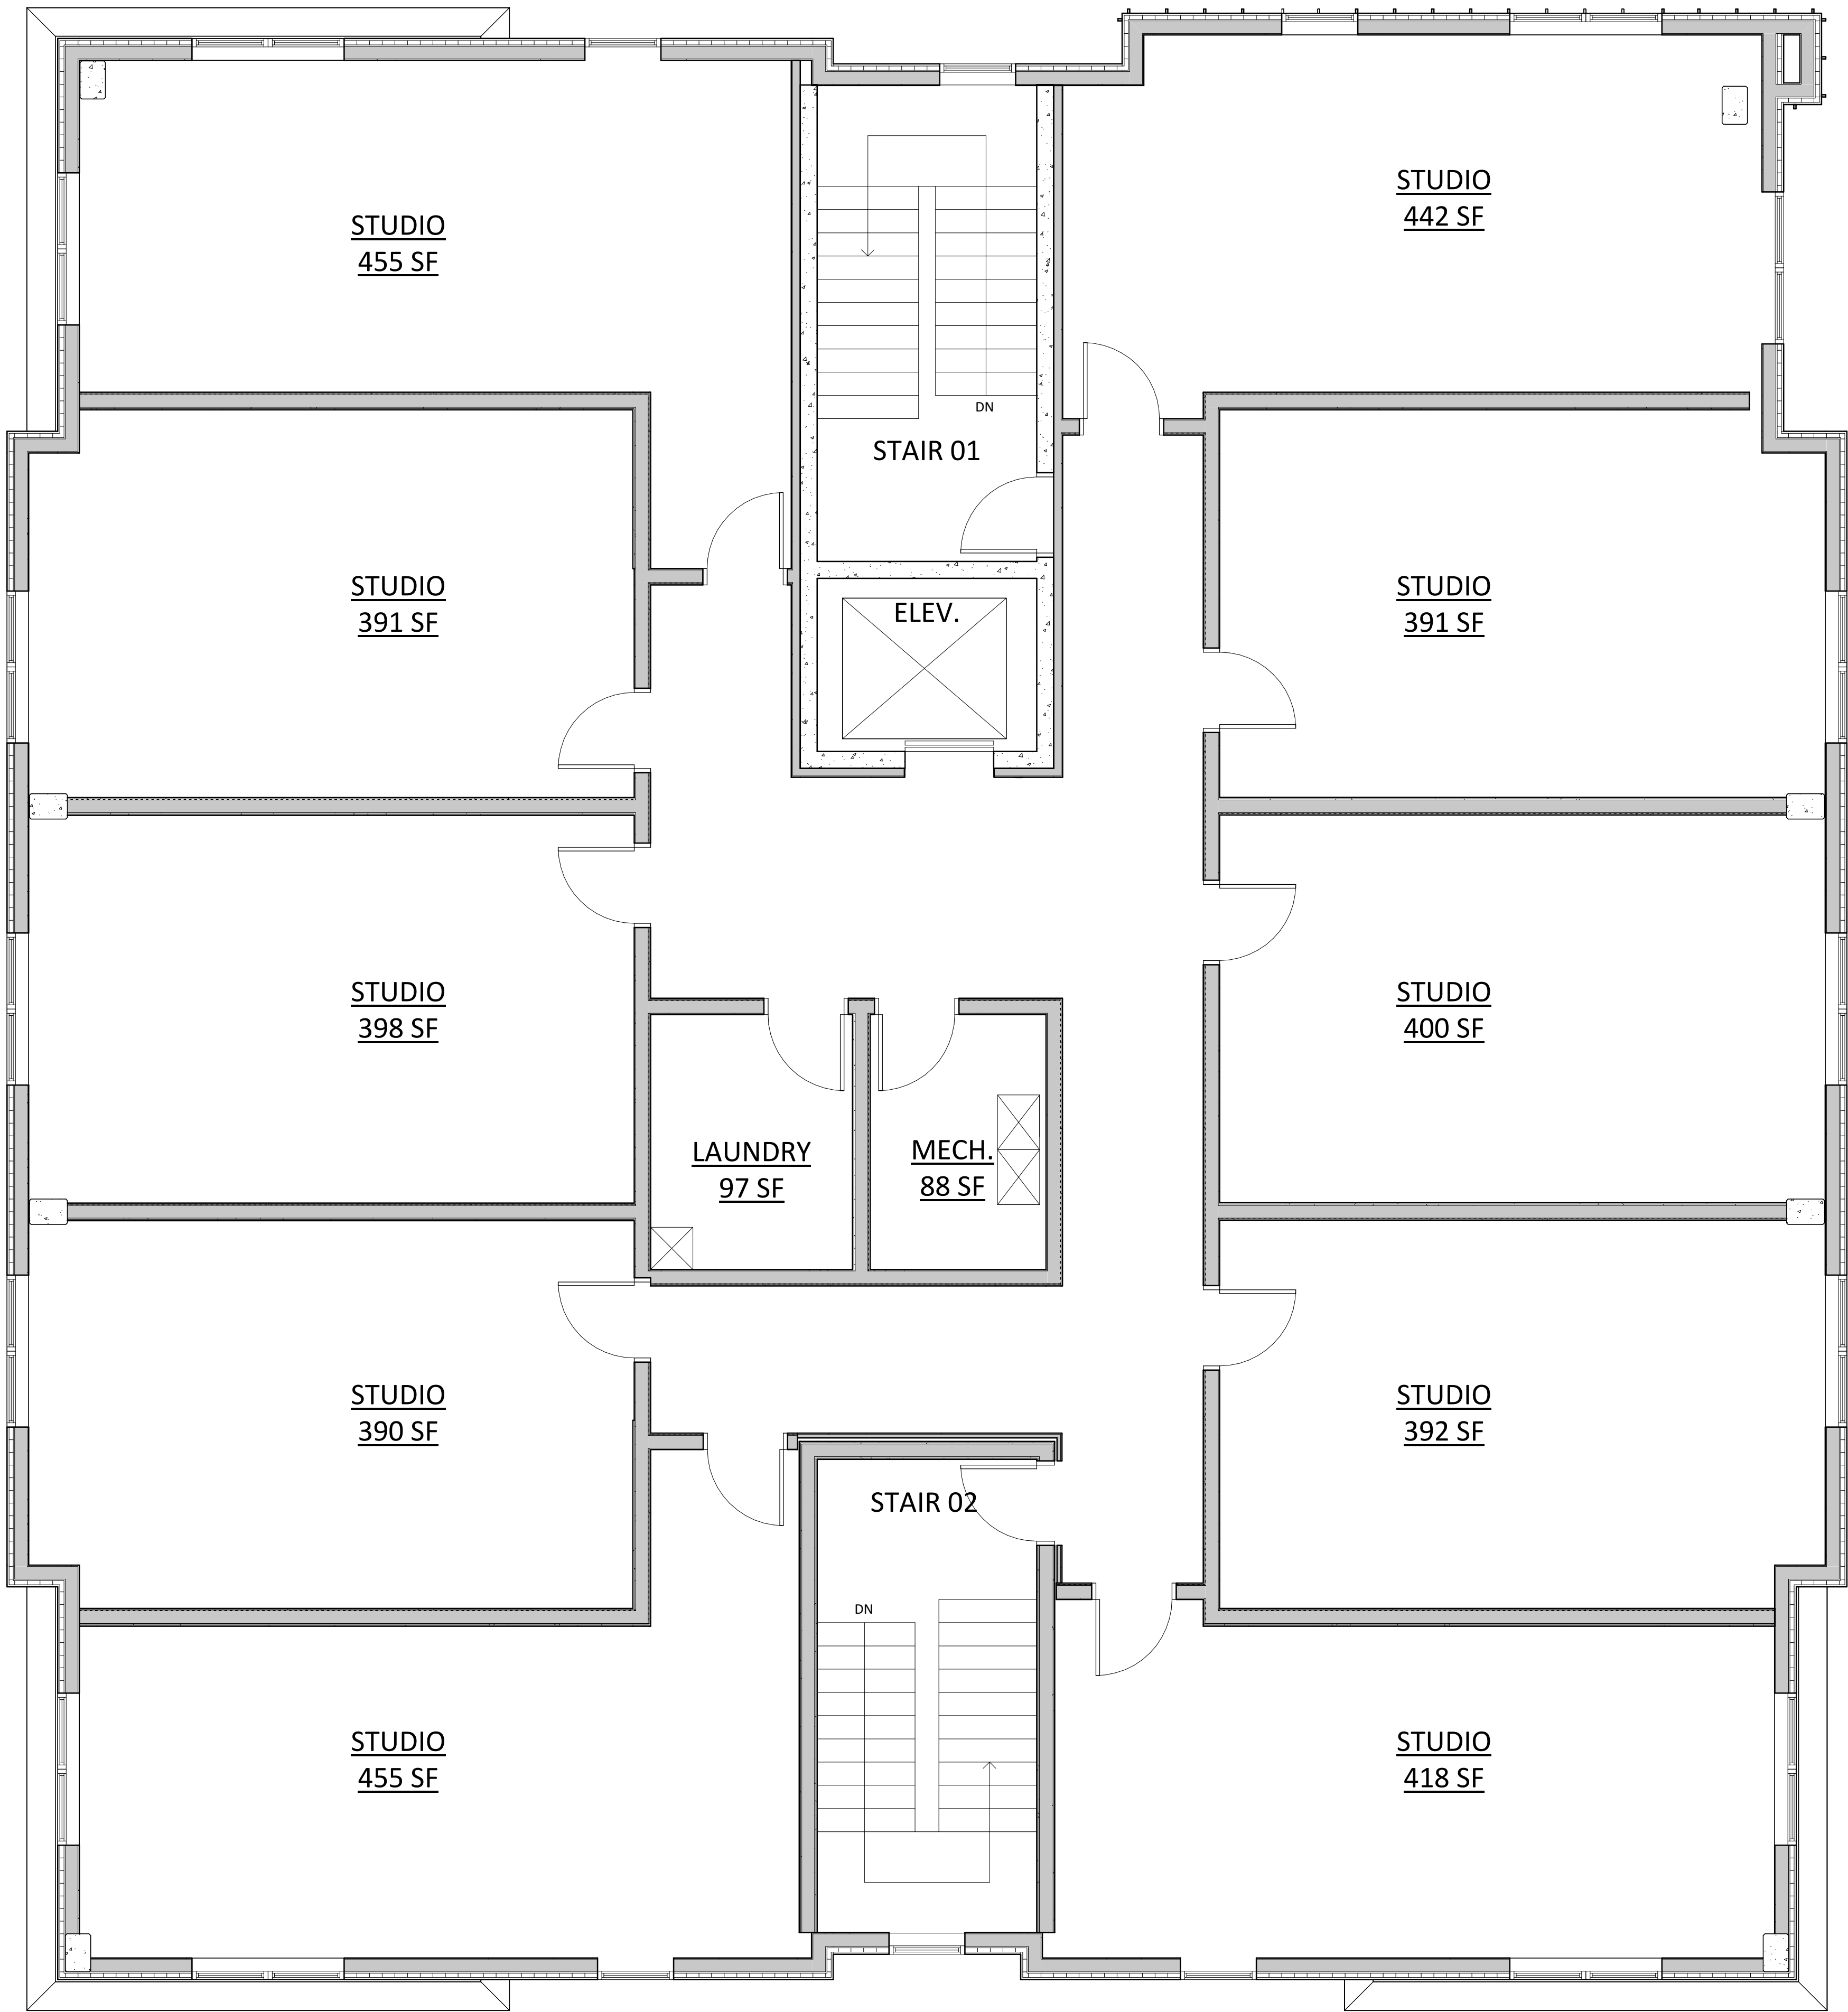 STUDIO
442 SF
STUDIO
455 SF
DN
STAIR 01
STUDIO
391 SF
ELEV.
STUDIO
391 SF
STUDIO
398 SF
STUDIO
400 SF
LAUNDRY
97 SF
MECH.
88 SF
STUDIO
390 SF
STUDIO
392 SF
STAIR 02
DN
STUDIO
455 SF
STUDIO
418 SF